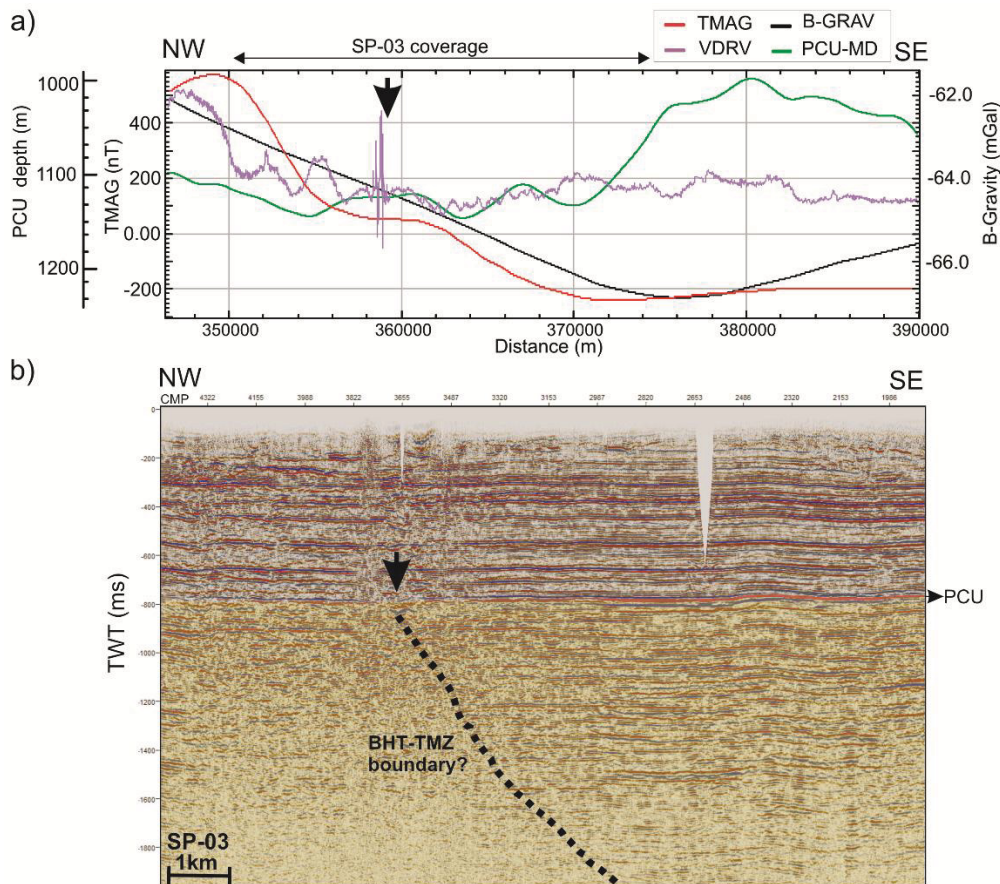 a)
TMAG B-GRAV
VDRV PCU-MD
NW SP-03 coverage SE
PCU depth (m)
1000
1100
1200
TMAG (nT)
400
200
0.00
-200
B-Gravity (mGal)
-62.0
-64.0
-66.0
350000 360000 370000 380000 390000
Distance (m)
b)
NW SE
CMP 4322 4155 3988 3822 3655 3487 3320 3153 2987 2820 2653 2486 2320 2153 1986
TWT (ms)
0
-200
-400
-600
-800
-1000
-1200
-1400
-1600
-1800
PCU
BHT-TMZ
boundary?
SP-03
1km